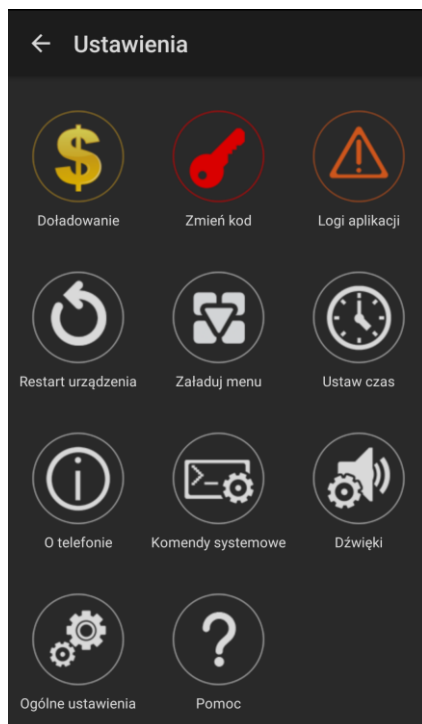 Ustawienia
Doładowanie
Zmień kod
Logi aplikacji
Restart urządzenia
Załaduj menu
Ustaw czas
O telefonie
Komendy systemowe
Dźwięki
Ogólne ustawienia
Pomoc